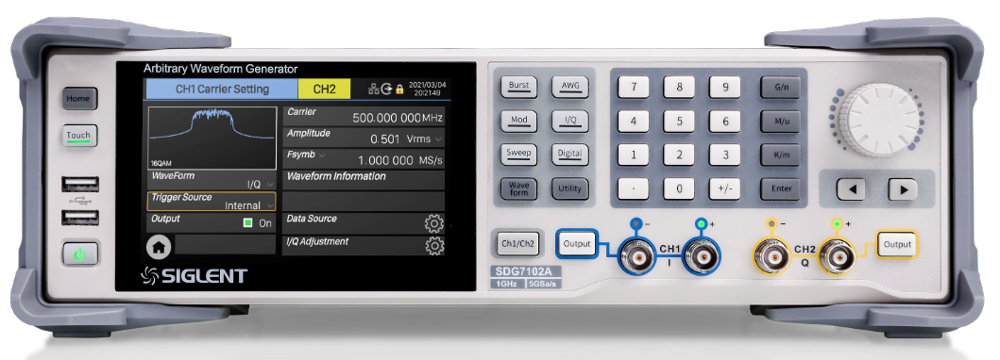 Arbitrary Waveform Generator
CH1 Carrier Setting
CH2
2021/03/04
20:21:49
16QAM
Carrier
500.000 000 MHz
Amplitude
0.501 Vrms
Fsymb
1.000 000 MS/s
WaveForm
I/Q
Waveform Information
Trigger Source
Internal
Output
On
Data Source
I/Q Adjustment
SIGLENT
Home
Touch
Burst
AWG
Mod
I/Q
Sweep
Digital
Wave
form
Utility
7 8 9 G/n
4 5 6 M/u
1 2 3 K/m
. 0 +/- Enter
Ch1/Ch2
Output
- +
CH1
I
- +
CH2
Q
Output
SDG7102A
1GHz 5GSa/s